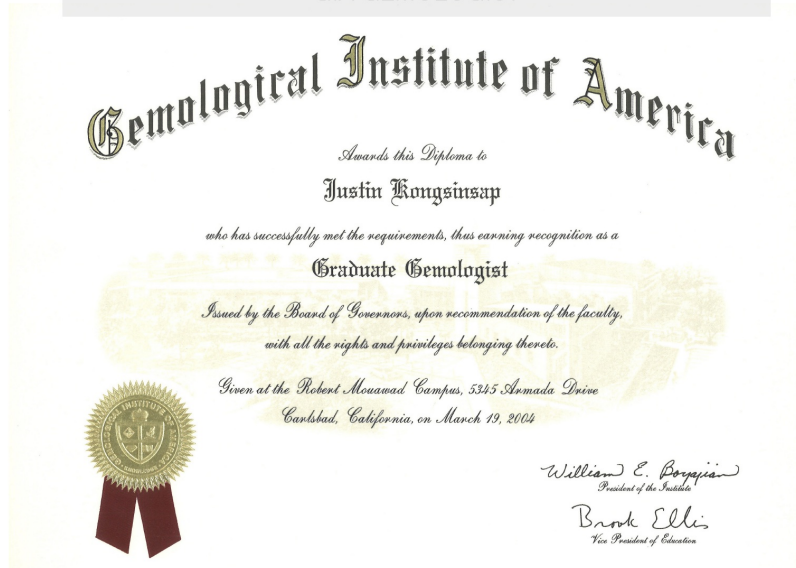 Gemological Institute of America
Awards this Diploma to
Justin Kongsinsap
who has successfully met the requirements, thus earning recognition as a
Graduate Gemologist
Issued by the Board of Governors, upon recommendation of the faculty,
with all the rights and privileges belonging thereto.
Given at the Robert Mouawad Campus, 5345 Armada Drive
Carlsbad, California, on March 19, 2004
William E. Boyajian
President of the Institute
Brook Ellis
Vice President of Education